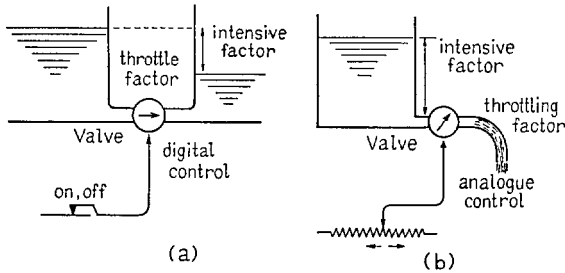 intensive
factor
throttle
factor
Valve
digital
control
on, off
(a)
intensive
factor
throttling
factor
Valve
analogue
control
(b)